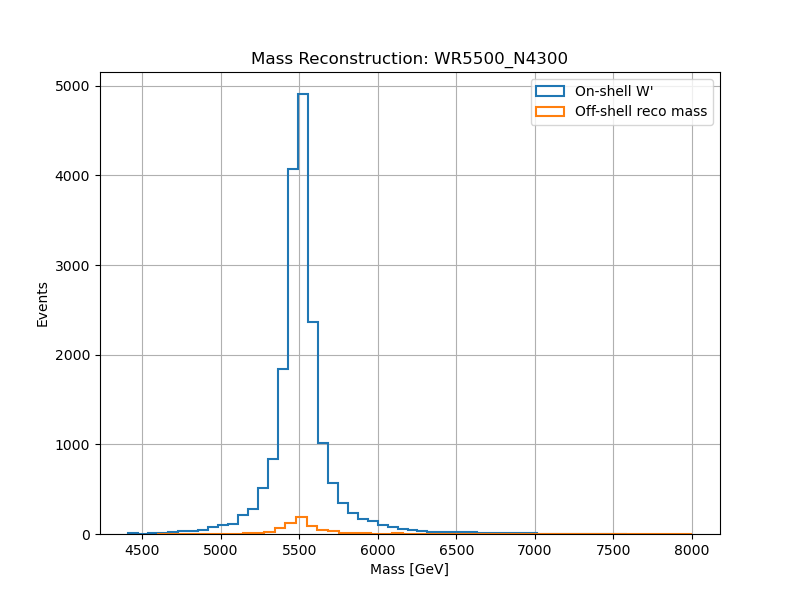 Mass Reconstruction: WR5500_N4300
On-shell W'
Off-shell reco mass
Events
5000
4000
3000
2000
1000
0
4500 5000 5500 6000 6500 7000 7500 8000
Mass [GeV]